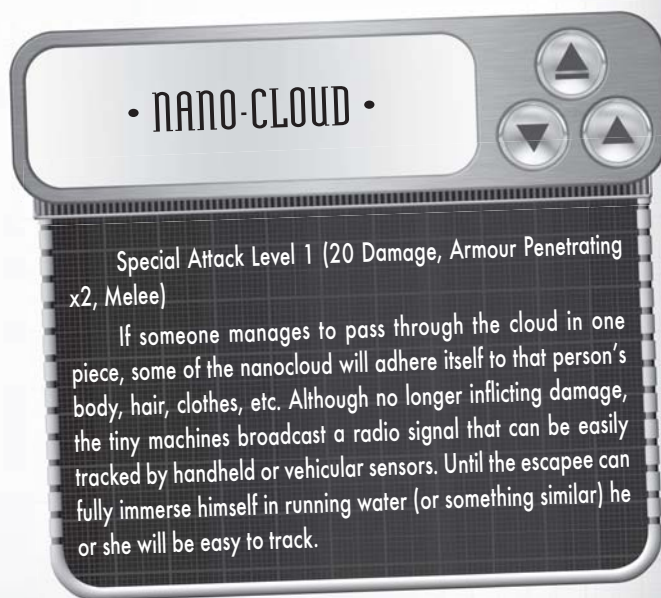 • NANO-CLOUD •
Special Attack Level 1 (20 Damage, Armour Penetrating
x2, Melee)
If someone manages to pass through the cloud in one
piece, some of the nanocloud will adhere itself to that person's
body, hair, clothes, etc. Although no longer inflicting damage,
the tiny machines broadcast a radio signal that can be easily
tracked by handheld or vehicular sensors. Until the escapee can
fully immerse himself in running water (or something similar) he
or she will be easy to track.